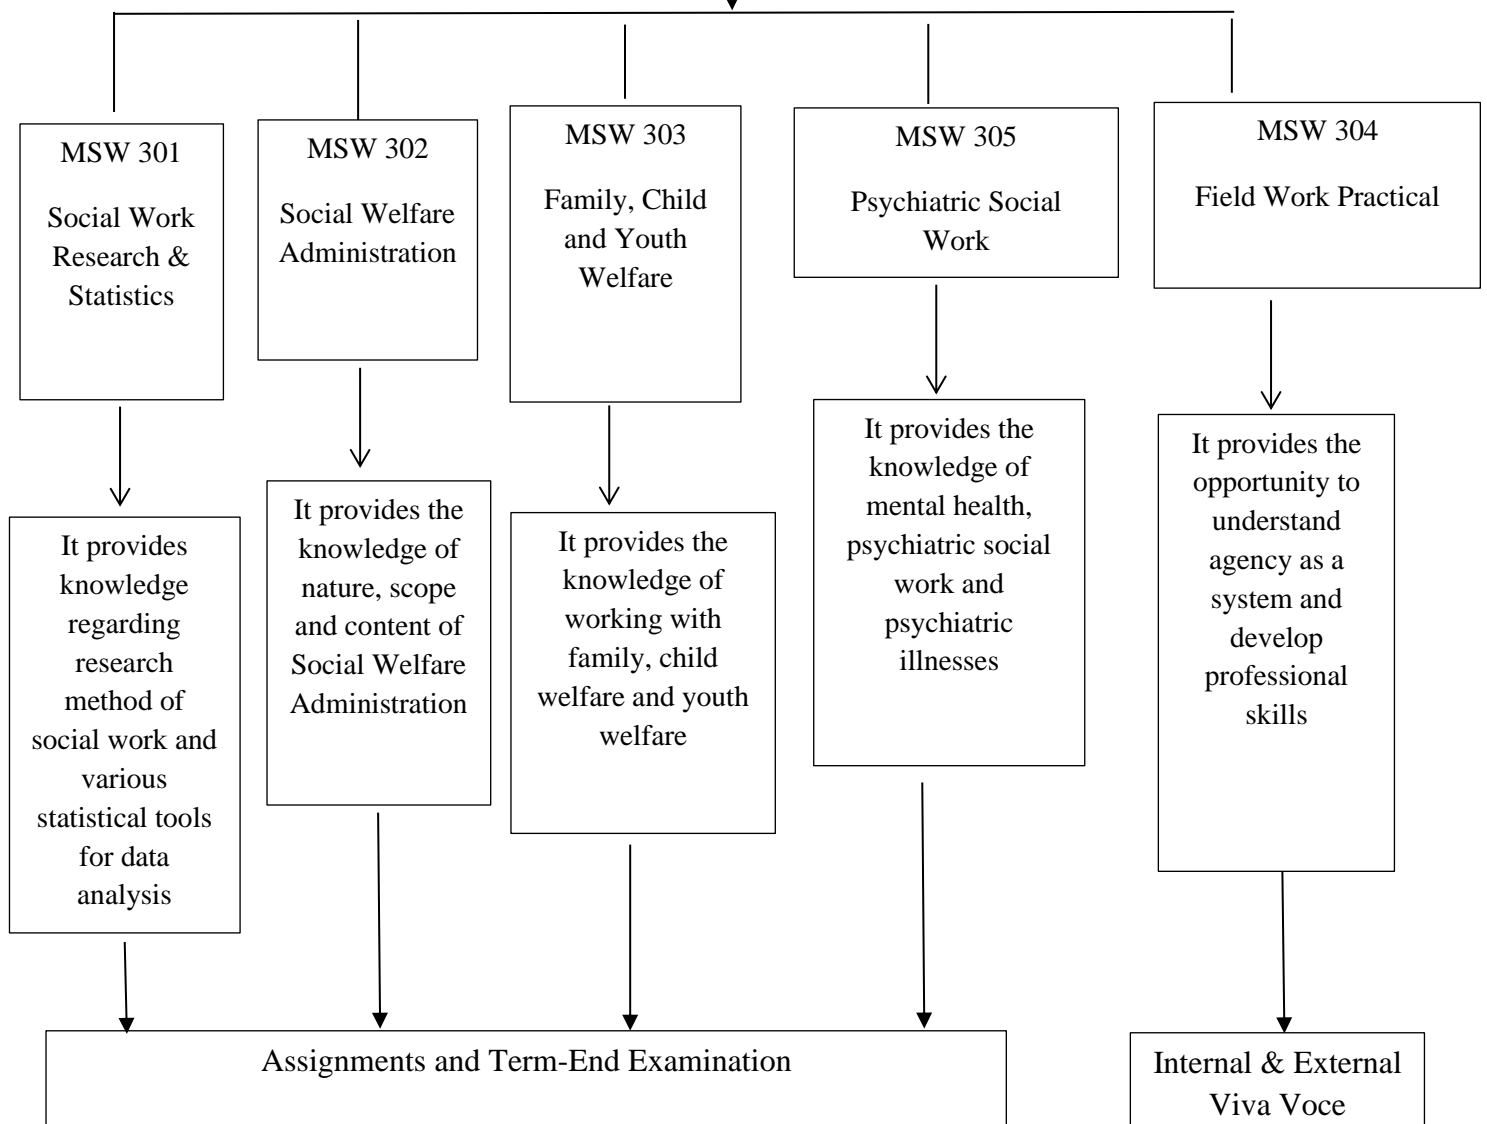 MSW 301
Social Work
Research &
Statistics
MSW 302
Social Welfare
Administration
MSW 303
Family, Child
and Youth
Welfare
MSW 305
Psychiatric Social
Work
MSW 304
Field Work Practical
It provides
knowledge
regarding
research
method of
social work and
various
statistical tools
for data
analysis
It provides the
knowledge of
nature, scope
and content of
Social Welfare
Administration
It provides the
knowledge of
working with
family, child
welfare and youth
welfare
It provides the
knowledge of
mental health,
psychiatric social
work and
psychiatric
illnesses
It provides the
opportunity to
understand
agency as a
system and
develop
professional
skills
Assignments and Term-End Examination
Internal & External
Viva Voce